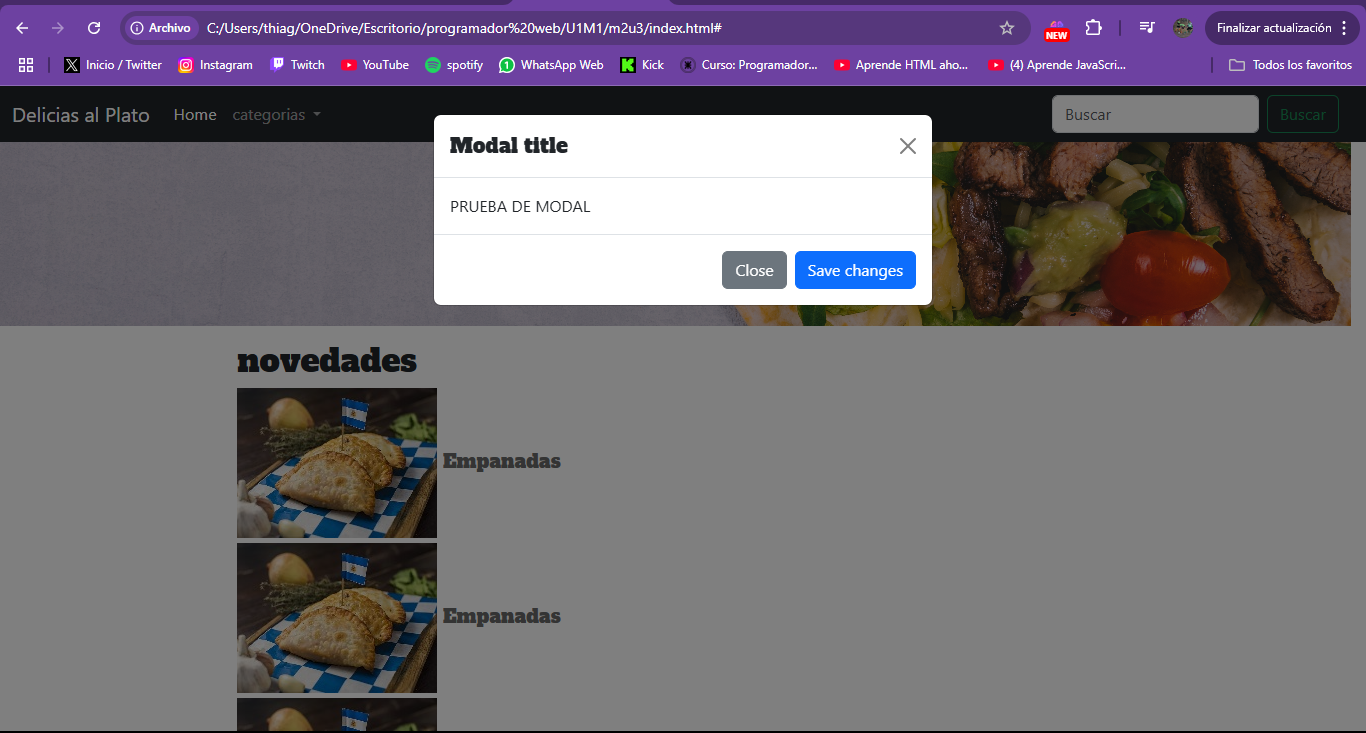 Archivo
C:/Users/thiag/OneDrive/Escritorio/programador%20web/U1M1/m2u3/index.html#
NEW
Finalizar actualización
Inicio / Twitter
Instagram
Twitch
YouTube
spotify
1
WhatsApp Web
Kick
Curso: Programador...
Aprende HTML aho...
(4) Aprende JavaScri...
Todos los favoritos
Delicias al Plato
Home
categorias
Buscar
Buscar
Modal title
PRUEBA DE MODAL
Close
Save changes
novedades
Empanadas
Empanadas